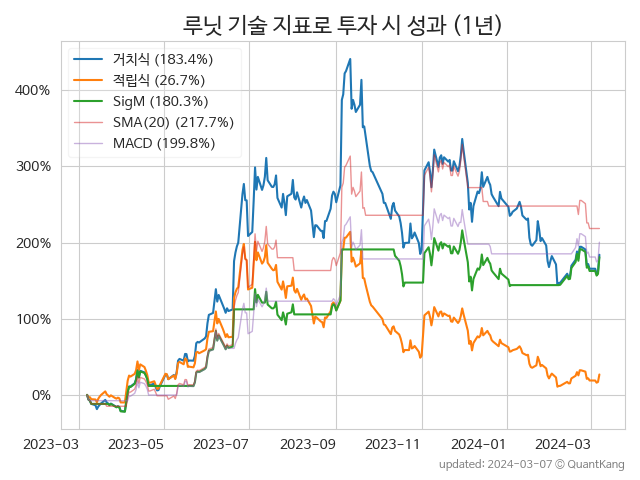 루닛 기술 지표로 투자 시 성과 (1년)
거치식 (183.4%)
적립식 (26.7%)
SigM (180.3%)
SMA(20) (217.7%)
MACD (199.8%)
400%
300%
200%
100%
0%
2023-03 2023-05 2023-07 2023-09 2023-11 2024-01 2024-03
updated: 2024-03-07 © QuantKang